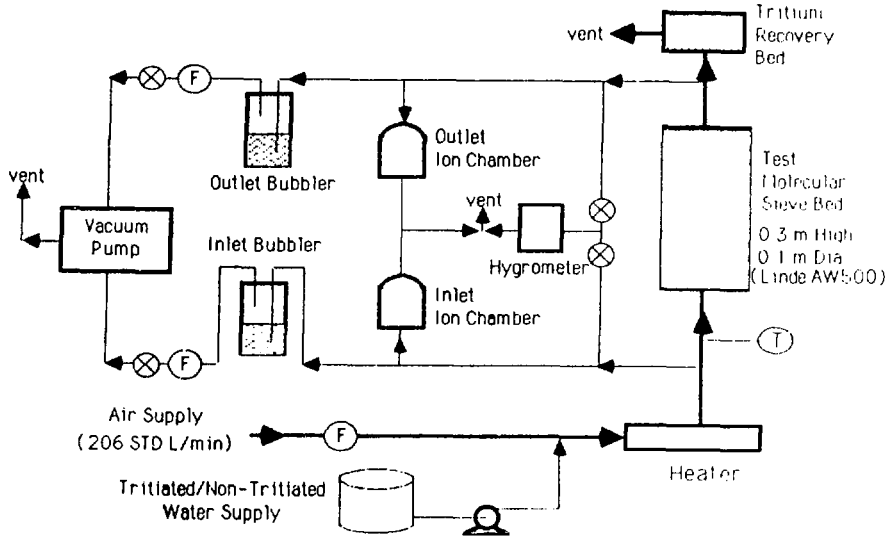 vent
Tritium
Recovery
Bed
F
Outlet
Ion Chamber
Outlet Bubbler
vent
Vacuum
Pump
Inlet Bubbler
vent
Hygrometer
Test
Molecular
Sieve Bed
0.3 m High
0.1 m Dia
(Linde AW500)
Inlet
Ion Chamber
T
F
Air Supply
(206 STD L/min)
F
Heater
Tritiated/Non-Tritiated
Water Supply